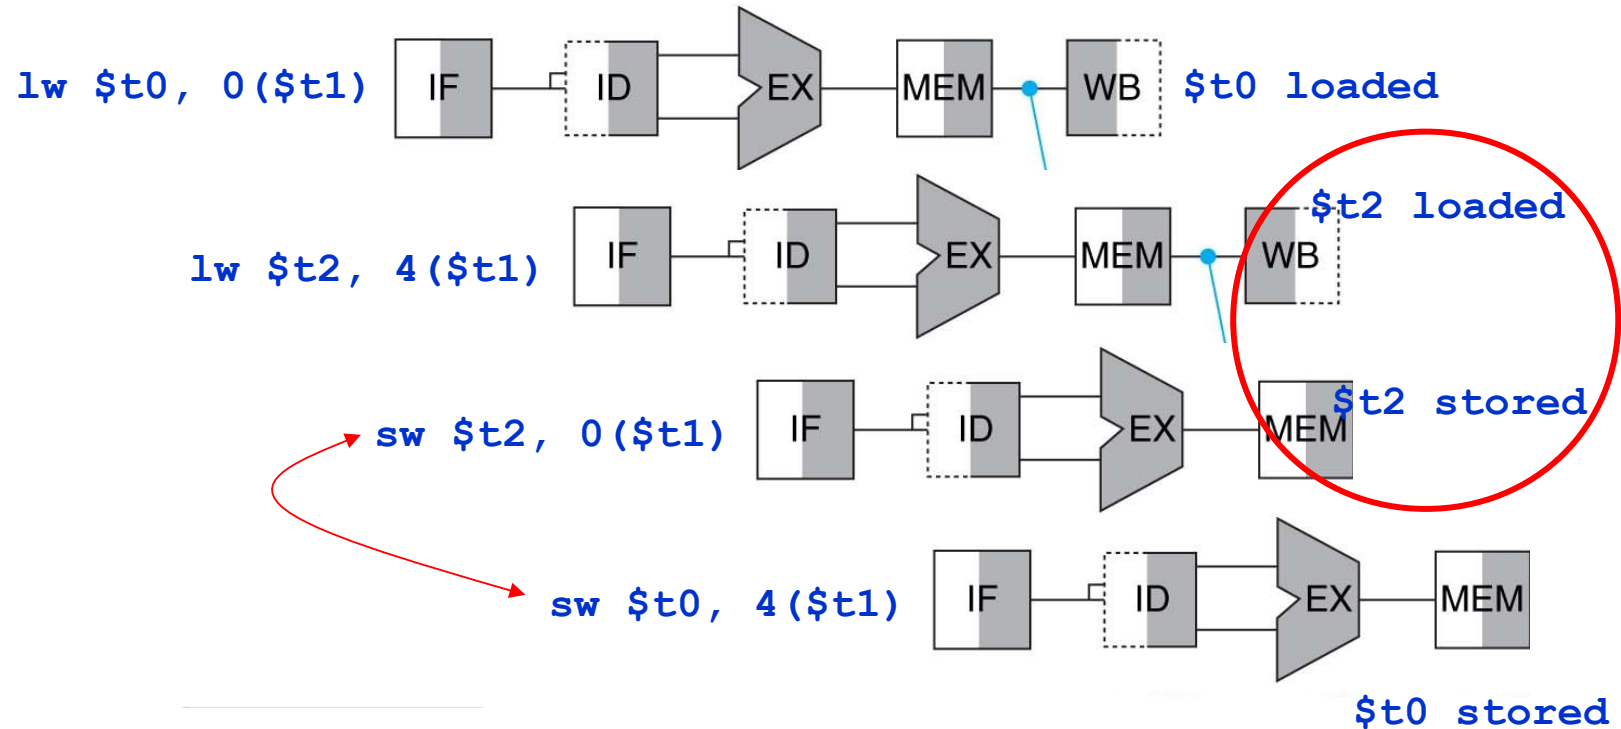 lw $t0, 0($t1) IF ID EX MEM WB $t0 loaded
$t2 loaded
lw $t2, 4($t1) IF ID EX MEM WB
$t2 stored
sw $t2, 0($t1) IF ID EX MEM
sw $t0, 4($t1) IF ID EX MEM
$t0 stored